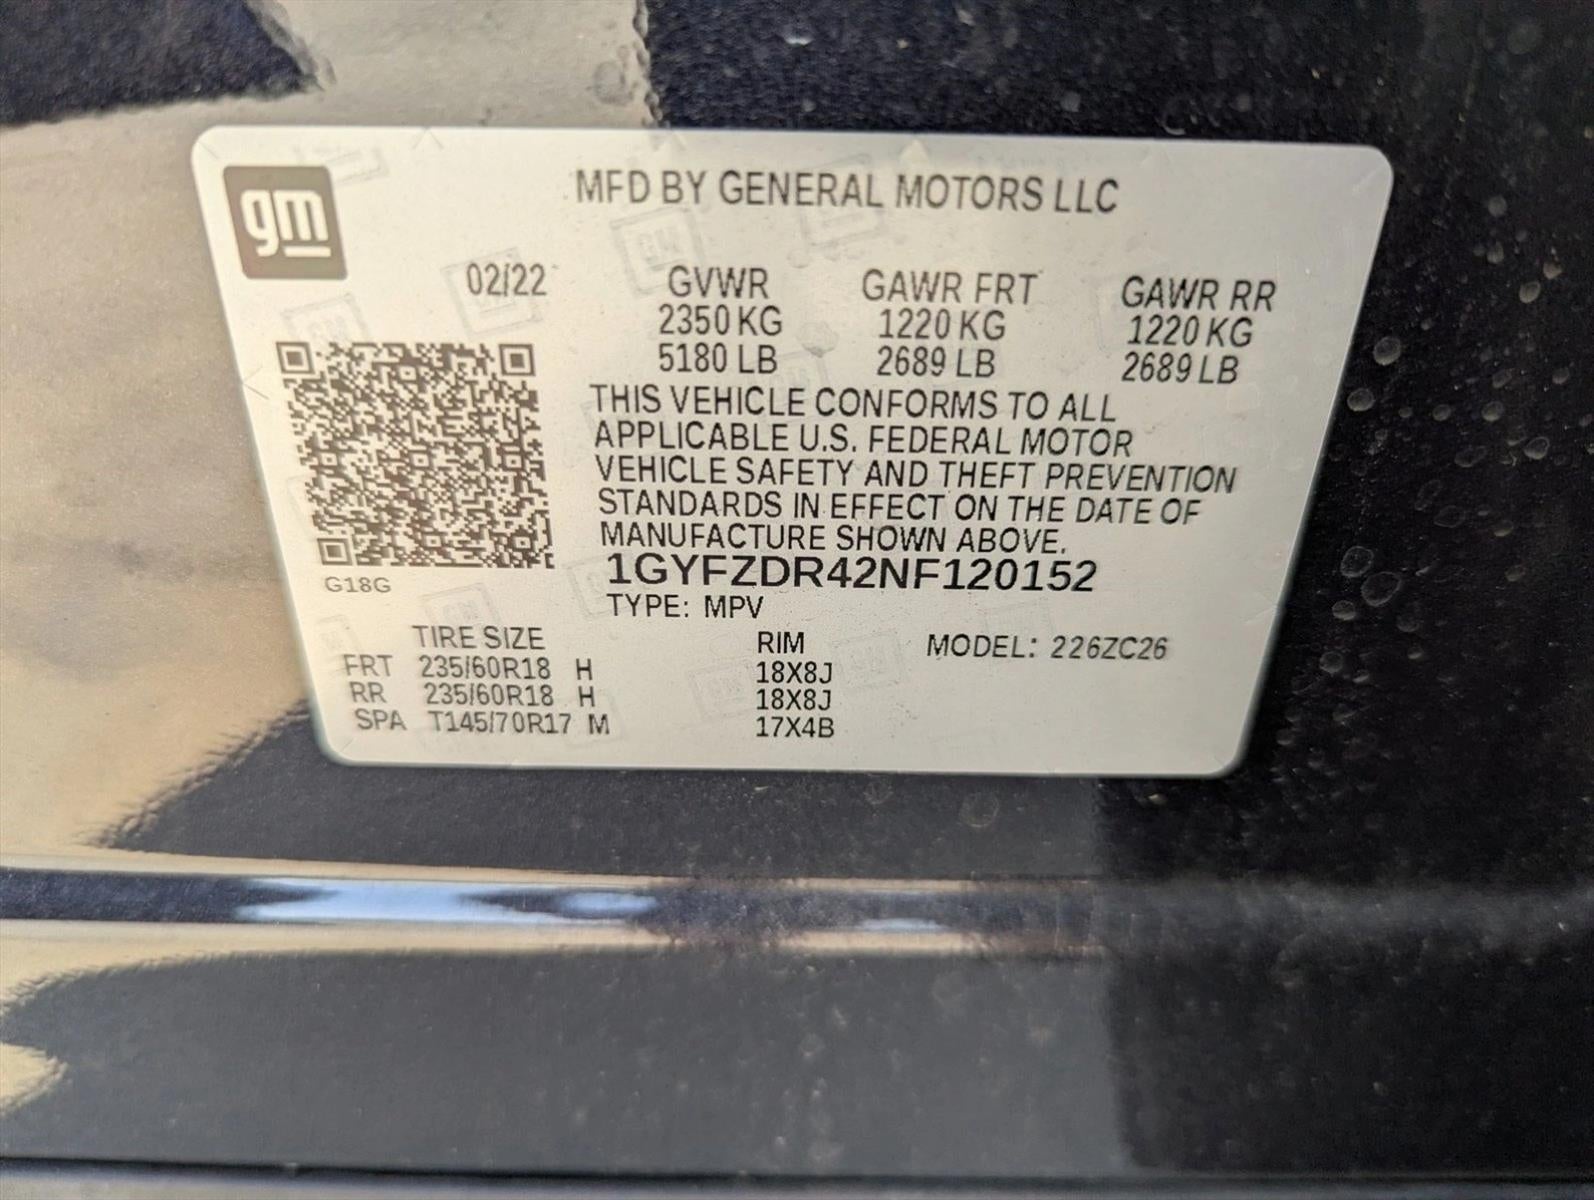 gm
MFD BY GENERAL MOTORS LLC
02/22 GVWR GAWR FRT GAWR RR
2350 KG 1220 KG 1220 KG
5180 LB 2689 LB 2689 LB
THIS VEHICLE CONFORMS TO ALL
APPLICABLE U.S. FEDERAL MOTOR
VEHICLE SAFETY AND THEFT PREVENTION
STANDARDS IN EFFECT ON THE DATE OF
MANUFACTURE SHOWN ABOVE.
G18G
1GYFZDR42NF120152
TYPE: MPV
TIRE SIZE RIM MODEL: 226ZC26
FRT 235/60R18 H 18X8J
RR 235/60R18 H 18X8J
SPA T145/70R17 M 17X4B